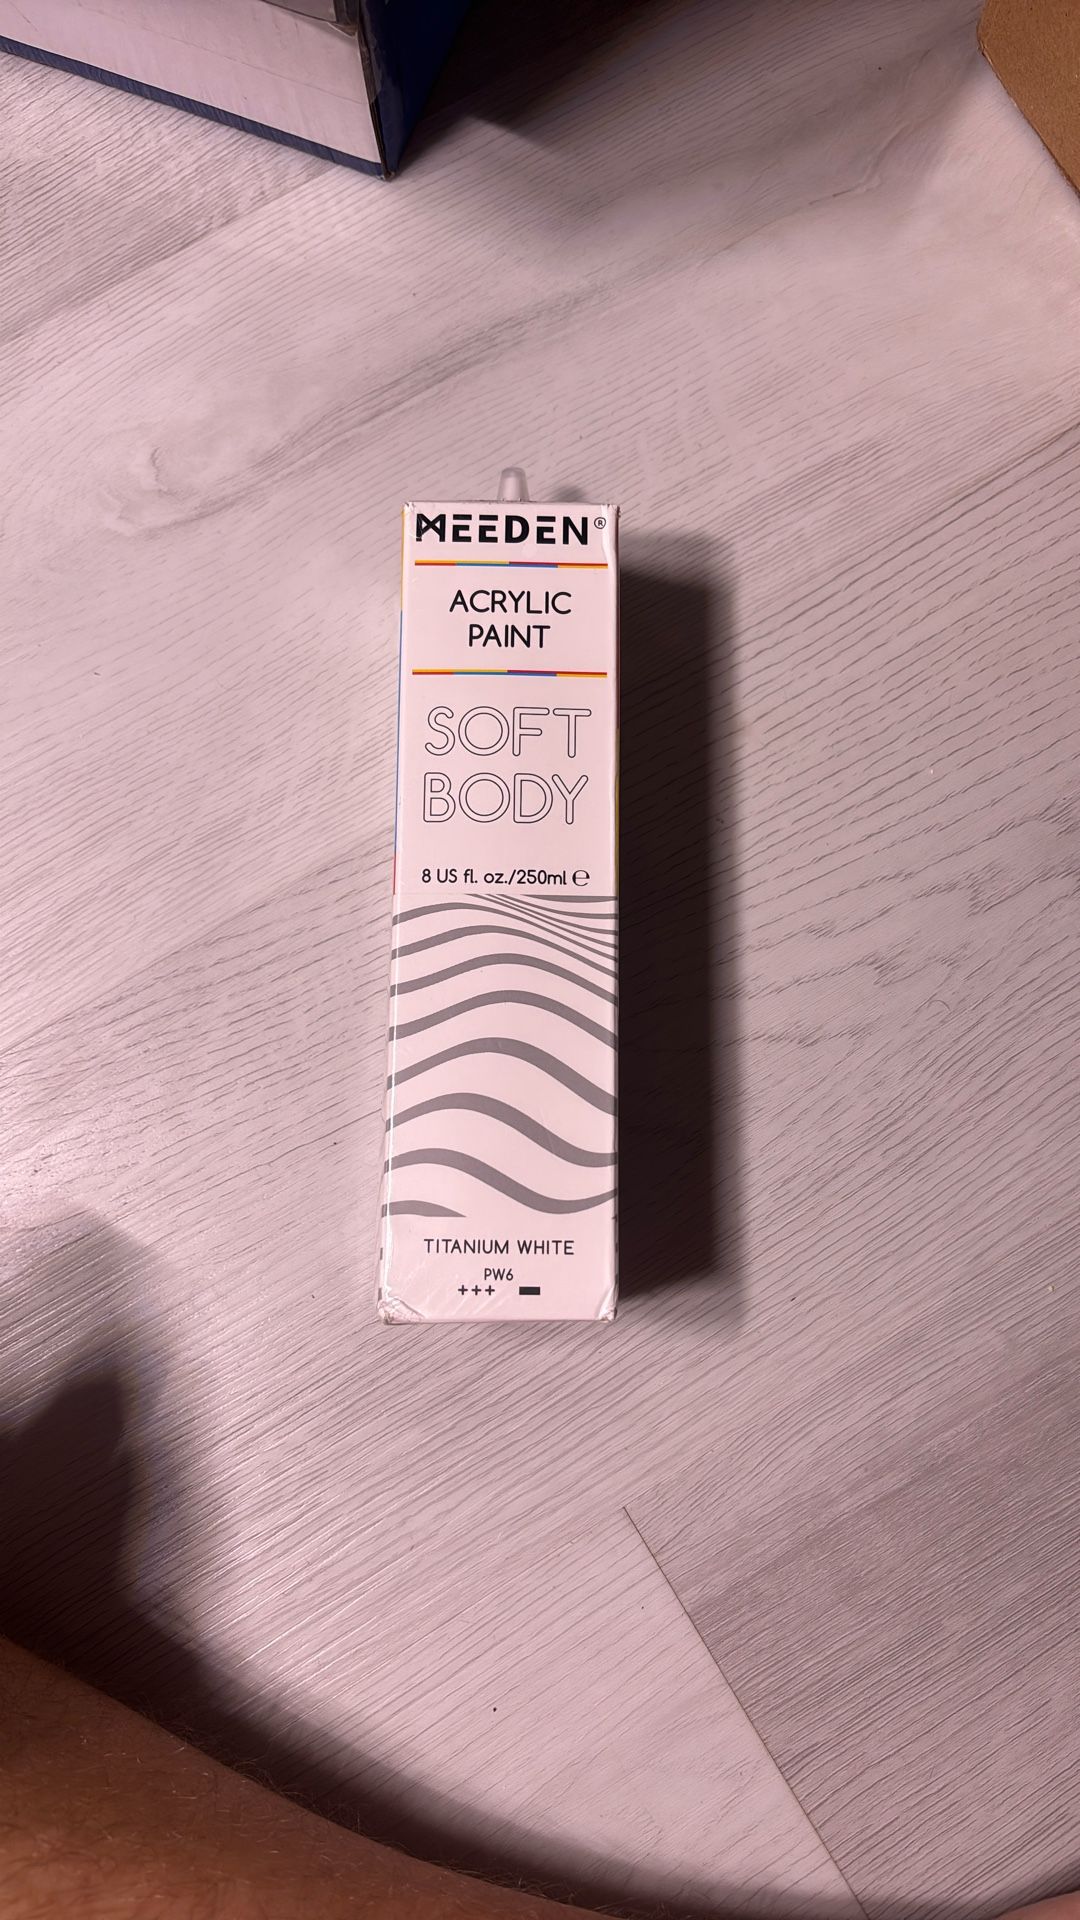 MEEDEN®
ACRYLIC
PAINT
SOFT
BODY
8 US fl. oz./250ml ℮
TITANIUM WHITE
PW6
+++ ▬